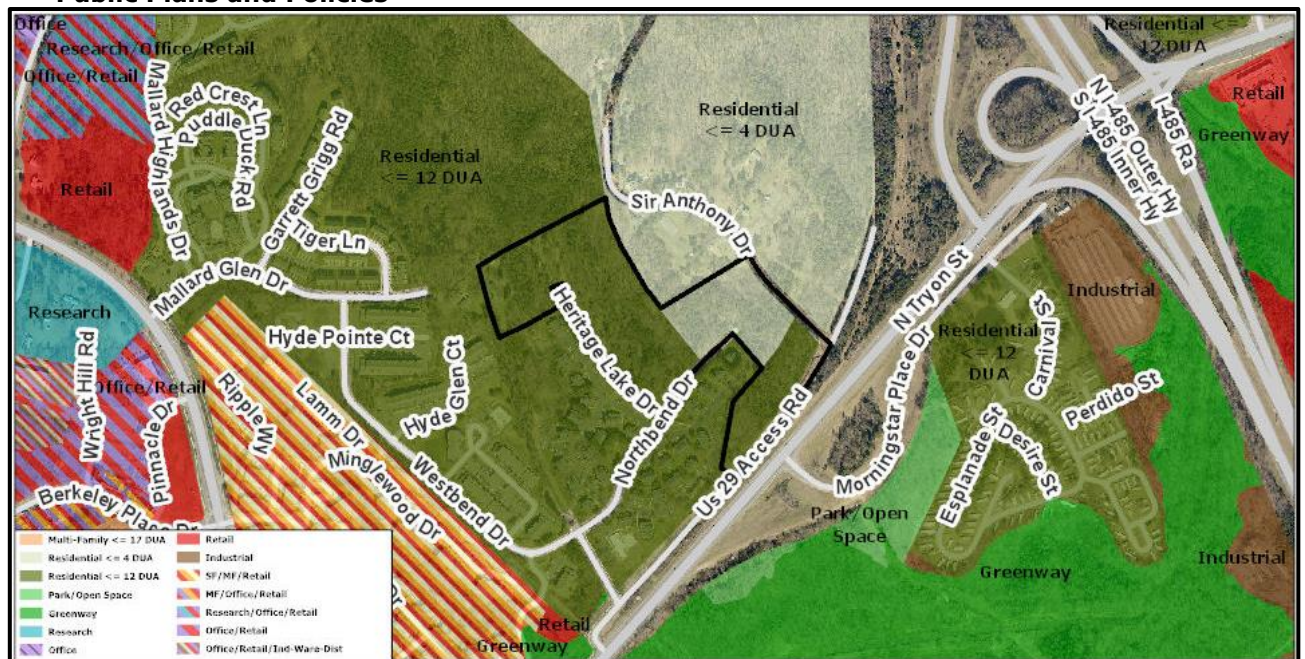 Public Plans and Policies
Office
Research/Office/Retail
Office/Retail
Mallard Highlands Dr
Red Crest Ln
Puddle Duck Rd
Garrett Grigg Rd
Tiger Ln
Retail
Mallard Glen Dr
Research
Wright Hill Rd
Office/Retail
Pinnacle Dr
Berkeley Place Dr
Ripple Wy
Hyde Pointe Ct
Hyde Glen Ct
Lamm Dr
Minglewood Dr
Westbend Dr
Residential
<= 12 DUA
Heritage Lake Dr
Northbend Dr
Sir Anthony Dr
Residential
<= 4 DUA
Us 29 Access Rd
N Tryon St
Morningstar Place Dr
Residential <=
12 DUA
N I-485 Outer Hy
S I-485 Inner Hy
I-485 Ra
Retail
Greenway
Industrial
Residential
<= 12
DUA
Carnival St
Perdido St
Desire St
Esplanade St
Park/Open
Space
Greenway
Industrial
Retail
Greenway
Dr
Multi-Family <= 17 DUA
Residential <= 4 DUA
Residential <= 12 DUA
Park/Open Space
Greenway
Research
Office
Retail
Industrial
SF/MF/Retail
MF/Office/Retail
Research/Office/Retail
Office/Retail
Office/Retail/Ind-Ware-Dist